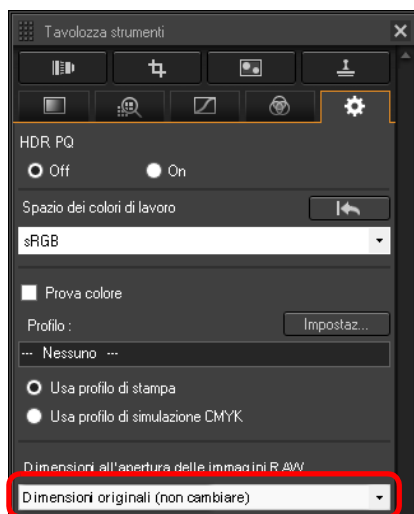 Tavolozza strumenti
HDR PQ
Off On
Spazio dei colori di lavoro
sRGB
Prova colore
Profilo : Impostaz...
--- Nessuno ---
Usa profilo di stampa
Usa profilo di simulazione CMYK
Dimensioni all'apertura delle immagini RAW
Dimensioni originali (non cambiare)